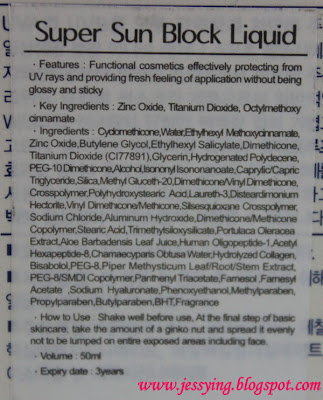 Super Sun Block Liquid
· Features : Functional cosmetics effectively protecting from
UV rays and providing fresh feeling of application without being
glossy and sticky
· Key Ingredients : Zinc Oxide, Titanium Dioxide, Octylmethoxy
cinnamate
· Ingredients : Cyclomethicone,Water,Ethylhexyl Methoxycinnamate,
Zinc Oxide,Butylene Glycol,Ethylhexyl Salicylate,Dimethicone,
Titanium Dioxide (CI77891),Glycerin,Hydrogenated Polydecene,
PEG-10 Dimethicone,Alcohol,Isononyl Isononanoate,Caprylic/Capric
Triglyceride,Silica,Methyl Gluceth-20,Dimethicone/Vinyl Dimethicone,
Crosspolymer,Polyhydroxystearic Acid,Laureth-3,Disteardimonium
Hectorite,Vinyl Dimethicone/Methicone,Silsesquioxane Crosspolymer,
Sodium Chloride,Aluminum Hydroxide,Dimethicone/Methicone
Copolymer,Stearic Acid,Trimethylsiloxysilicate,Portulaca Oleracea
Extract,Aloe Barbadensis Leaf Juice,Human Oligopeptide-1,Acetyl
Hexapeptide-8,Chamaecyparis Obtusa Water,Hydrolyzed Collagen,
Bisabolol,PEG-8,Piper Methysticum Leaf/Root/Stem Extract,
PEG-8/SMDI Copolymer,Panthenyl Triacetate,Farnesol ,Farnesyl
Acetate ,Sodium Hyaluronate,Phenoxyethanol,Methylparaben,
Propylparaben,Butylparaben,BHT,Fragrance
· How to Use : Shake well before use, At the final step of basic
skincare, take the amount of a ginko nut and spread it evenly
not to be lumped on entire exposed areas including face.
· Volume : 50ml
· Expiry date : 3years
www.jessying.blogspot.com